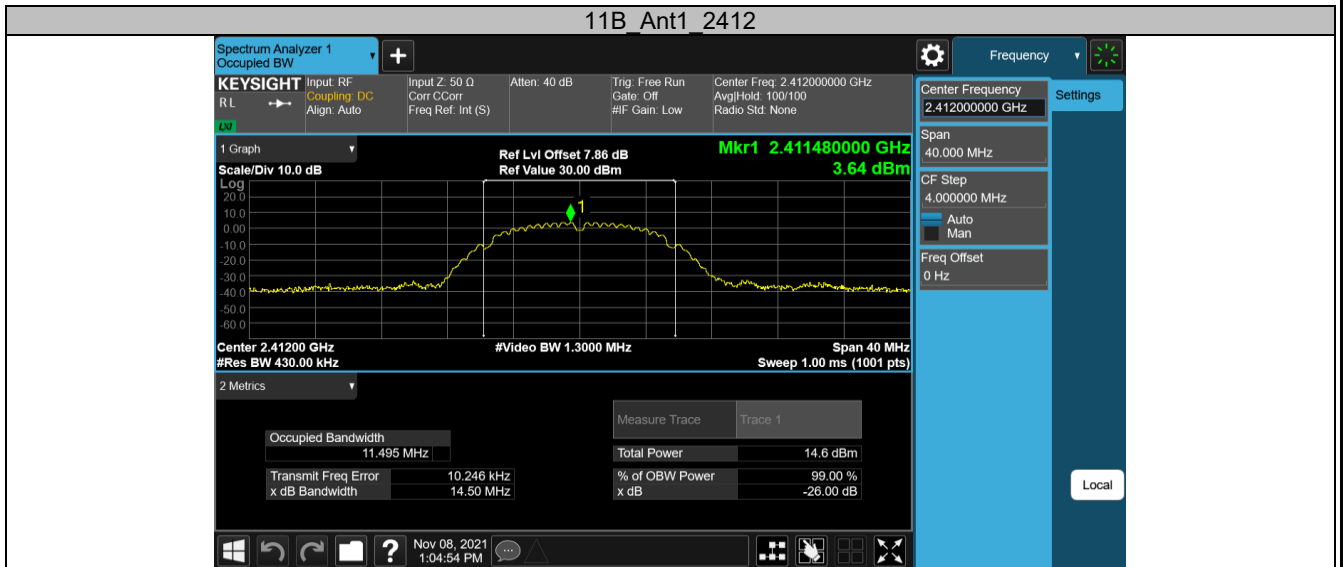 11B_Ant1_2412
Spectrum Analyzer 1
Occupied BW
+
Frequency
KEYSIGHT Input: RF Input Z: 50 Ω Atten: 40 dB Trig: Free Run Center Freq: 2.412000000 GHz
RL Coupling: DC Corr CCorr Gate: Off Avg|Hold: 100/100
Align: Auto Freq Ref: Int (S) #IF Gain: Low Radio Std: None
LXI
Center Frequency
2.412000000 GHz
Settings
Span
40.000 MHz
CF Step
4.000000 MHz
Auto
Man
Freq Offset
0 Hz
1 Graph
Ref Lvl Offset 7.86 dB
Mkr1 2.411480000 GHz
Scale/Div 10.0 dB
Ref Value 30.00 dBm
3.64 dBm
Log
20.0
1
10.0
0.00
-10.0
-20.0
-30.0
-40.0
-50.0
-60.0
Center 2.41200 GHz #Video BW 1.3000 MHz Span 40 MHz
#Res BW 430.00 kHz Sweep 1.00 ms (1001 pts)
2 Metrics
Measure Trace Trace 1
Occupied Bandwidth
11.495 MHz
Total Power 14.6 dBm
Transmit Freq Error 10.246 kHz % of OBW Power 99.00 %
x dB Bandwidth 14.50 MHz x dB -26.00 dB
Local
?
Nov 08, 2021
1:04:54 PM